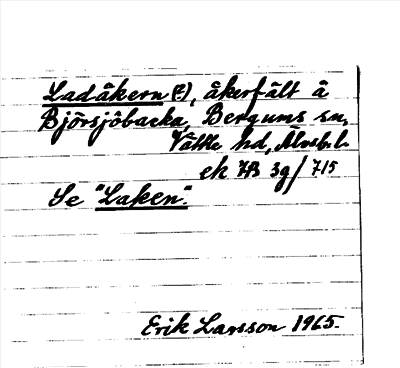 Ladåkern (?), åkerfält å
Björsjöbacka, Bergums sn,
Vättle hd, Älvsb. l.
ek 7B 3g/715
Se "Laken".
Erik Larsson 1965.